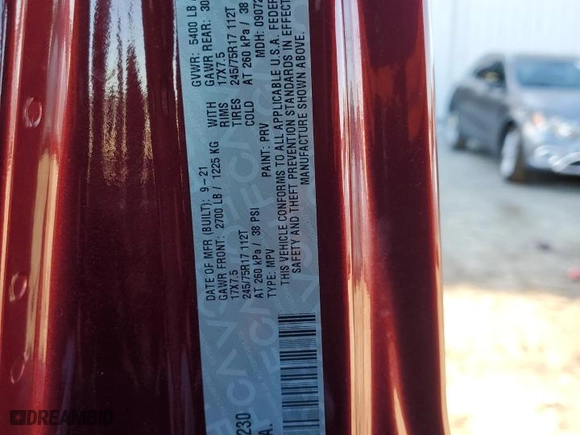 GVWR: 5400 LB
DATE OF MFR (BUILT): 9-21
GAWR FRONT: 2700 LB / 1225 KG WITH GAWR REAR: 30
17X7.5 RIMS 17X7.5
245/75R17 112T TIRES 245/75R17 112T
AT 260 kPa / 38 PSI COLD AT 260 kPa / 38
TYPE: MPV PAINT: PRV MDH: 09072
THIS VEHICLE CONFORMS TO ALL APPLICABLE U.S.A. FEDER
SAFETY AND THEFT PREVENTION STANDARDS IN EFFECT
MANUFACTURE SHOWN ABOVE.
230
A.
DREAMBID